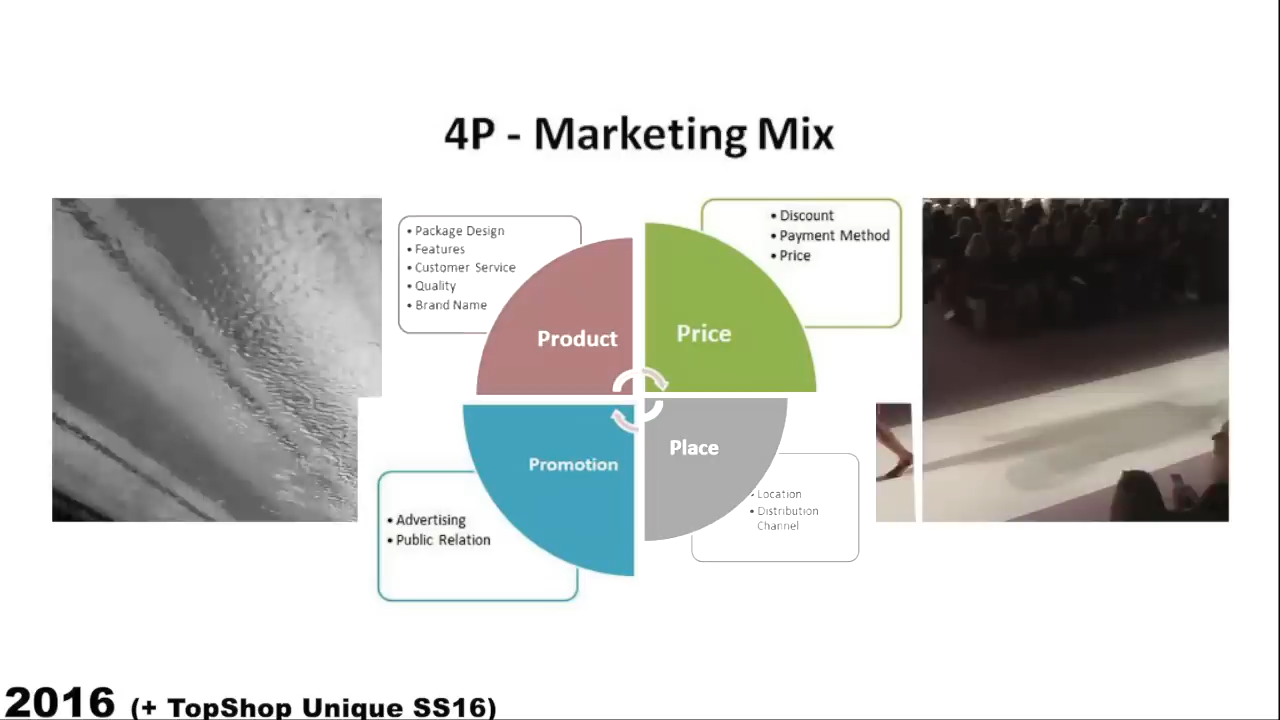 4P - Marketing Mix
• Package Design
• Features
• Customer Service
• Quality
• Brand Name
Product
• Discount
• Payment Method
• Price
Price
Promotion
• Advertising
• Public Relation
Place
• Location
• Distribution
Channel
2016 (+ TopShop Unique SS16)